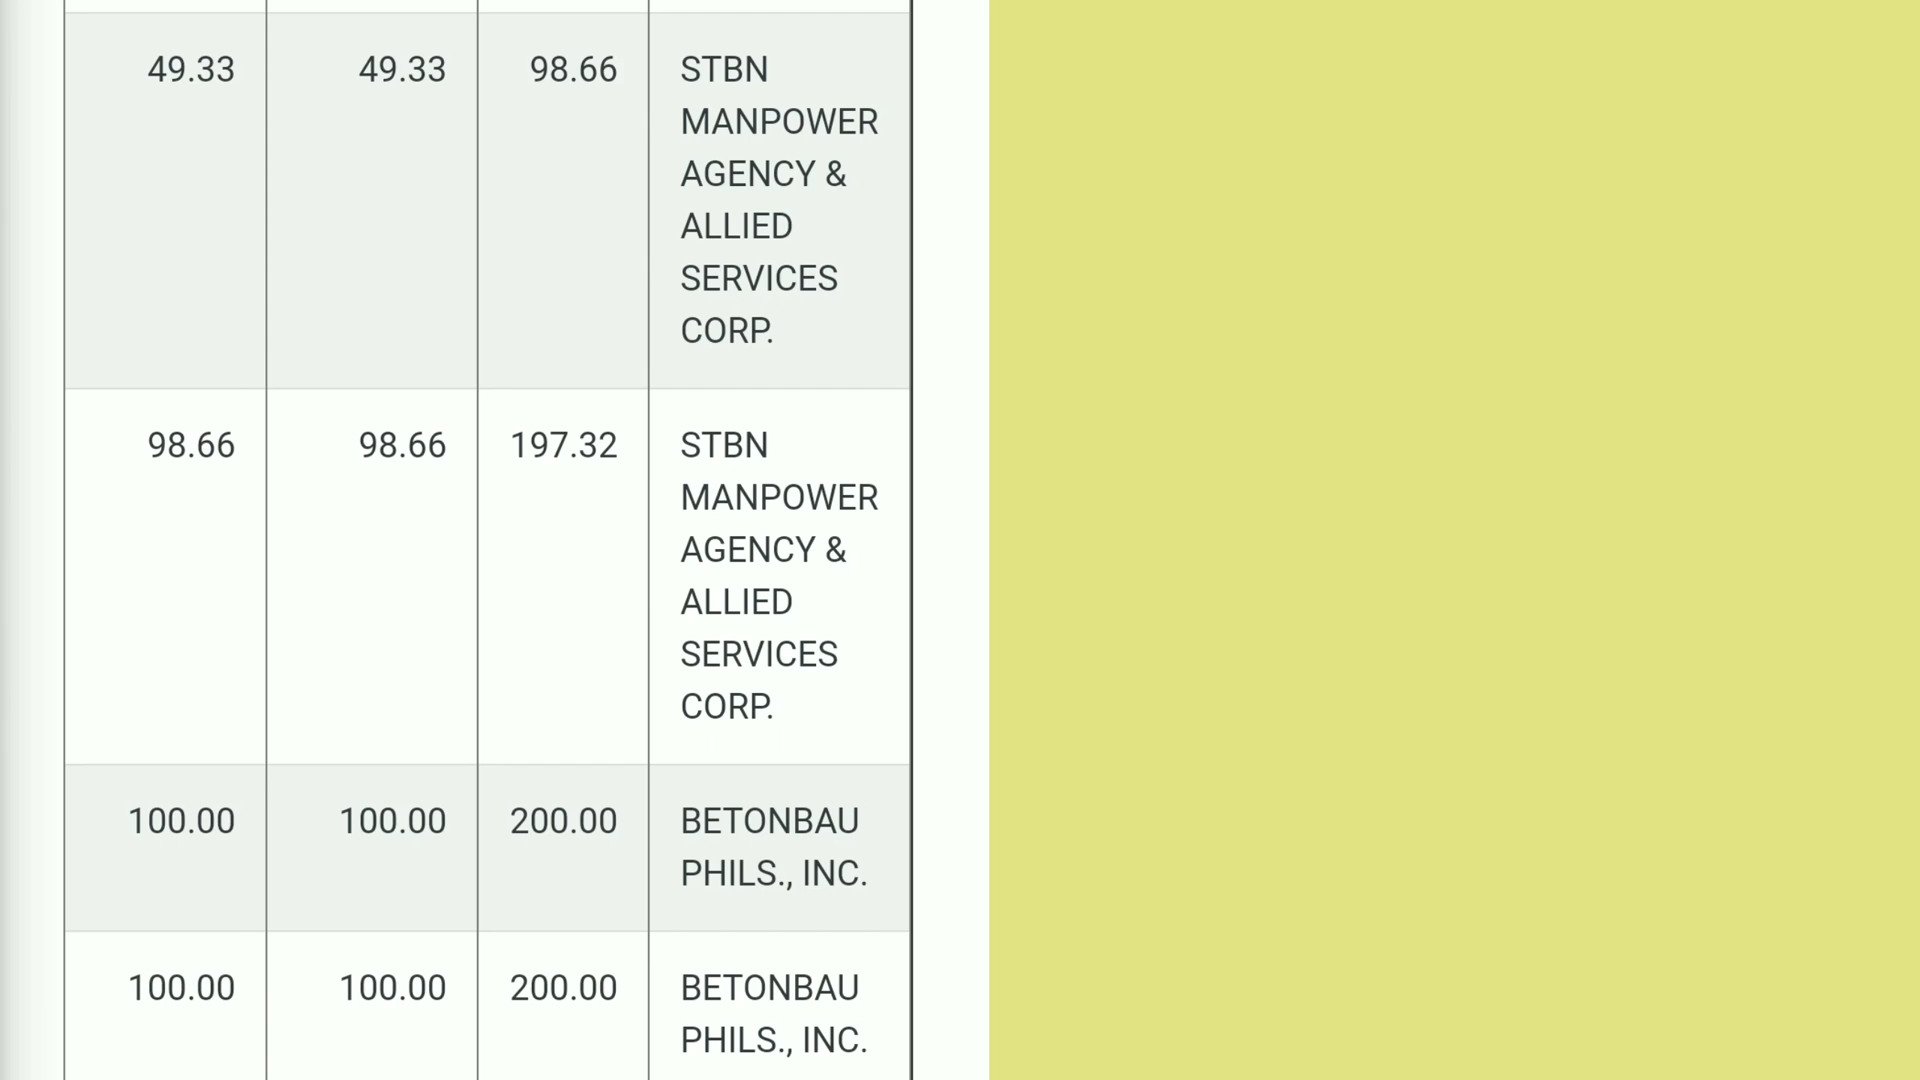 49.33 49.33 98.66 STBN
MANPOWER
AGENCY &
ALLIED
SERVICES
CORP.
98.66 98.66 197.32 STBN
MANPOWER
AGENCY &
ALLIED
SERVICES
CORP.
100.00 100.00 200.00 BETONBAU
PHILS., INC.
100.00 100.00 200.00 BETONBAU
PHILS., INC.